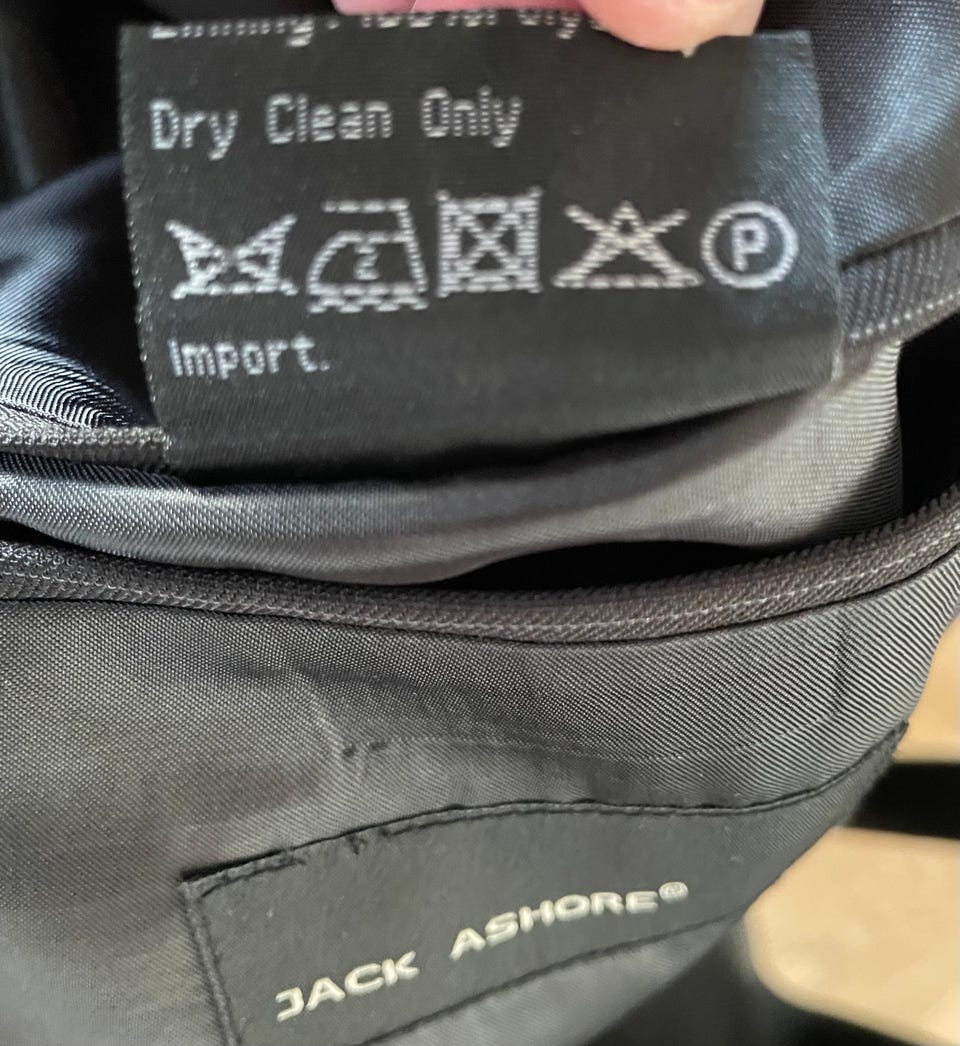 Dry Clean Only
P
Import.
JACK ASHORE®